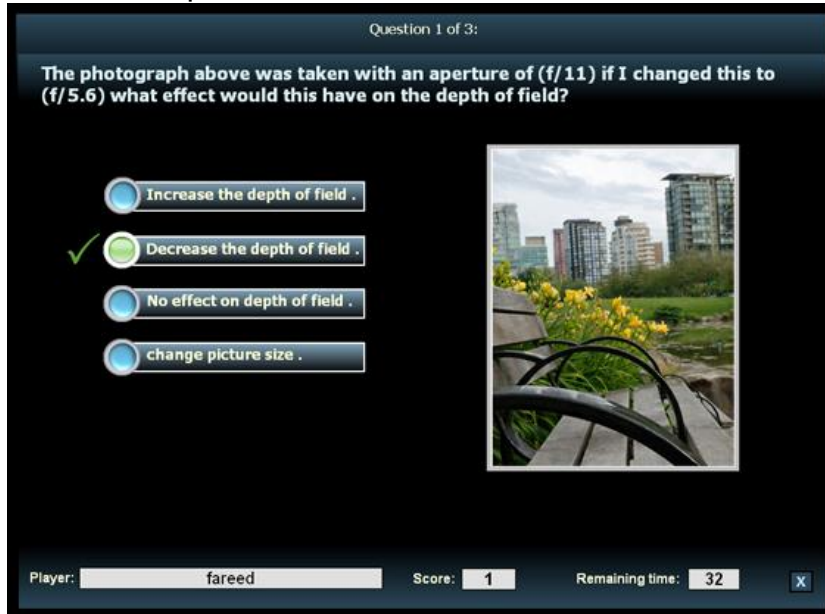 Question 1 of 3:
The photograph above was taken with an aperture of (f/11) if I changed this to
(f/5.6) what effect would this have on the depth of field?
Increase the depth of field .
Decrease the depth of field .
No effect on depth of field .
change picture size .
Player: fareed Score: 1 Remaining time: 32 X